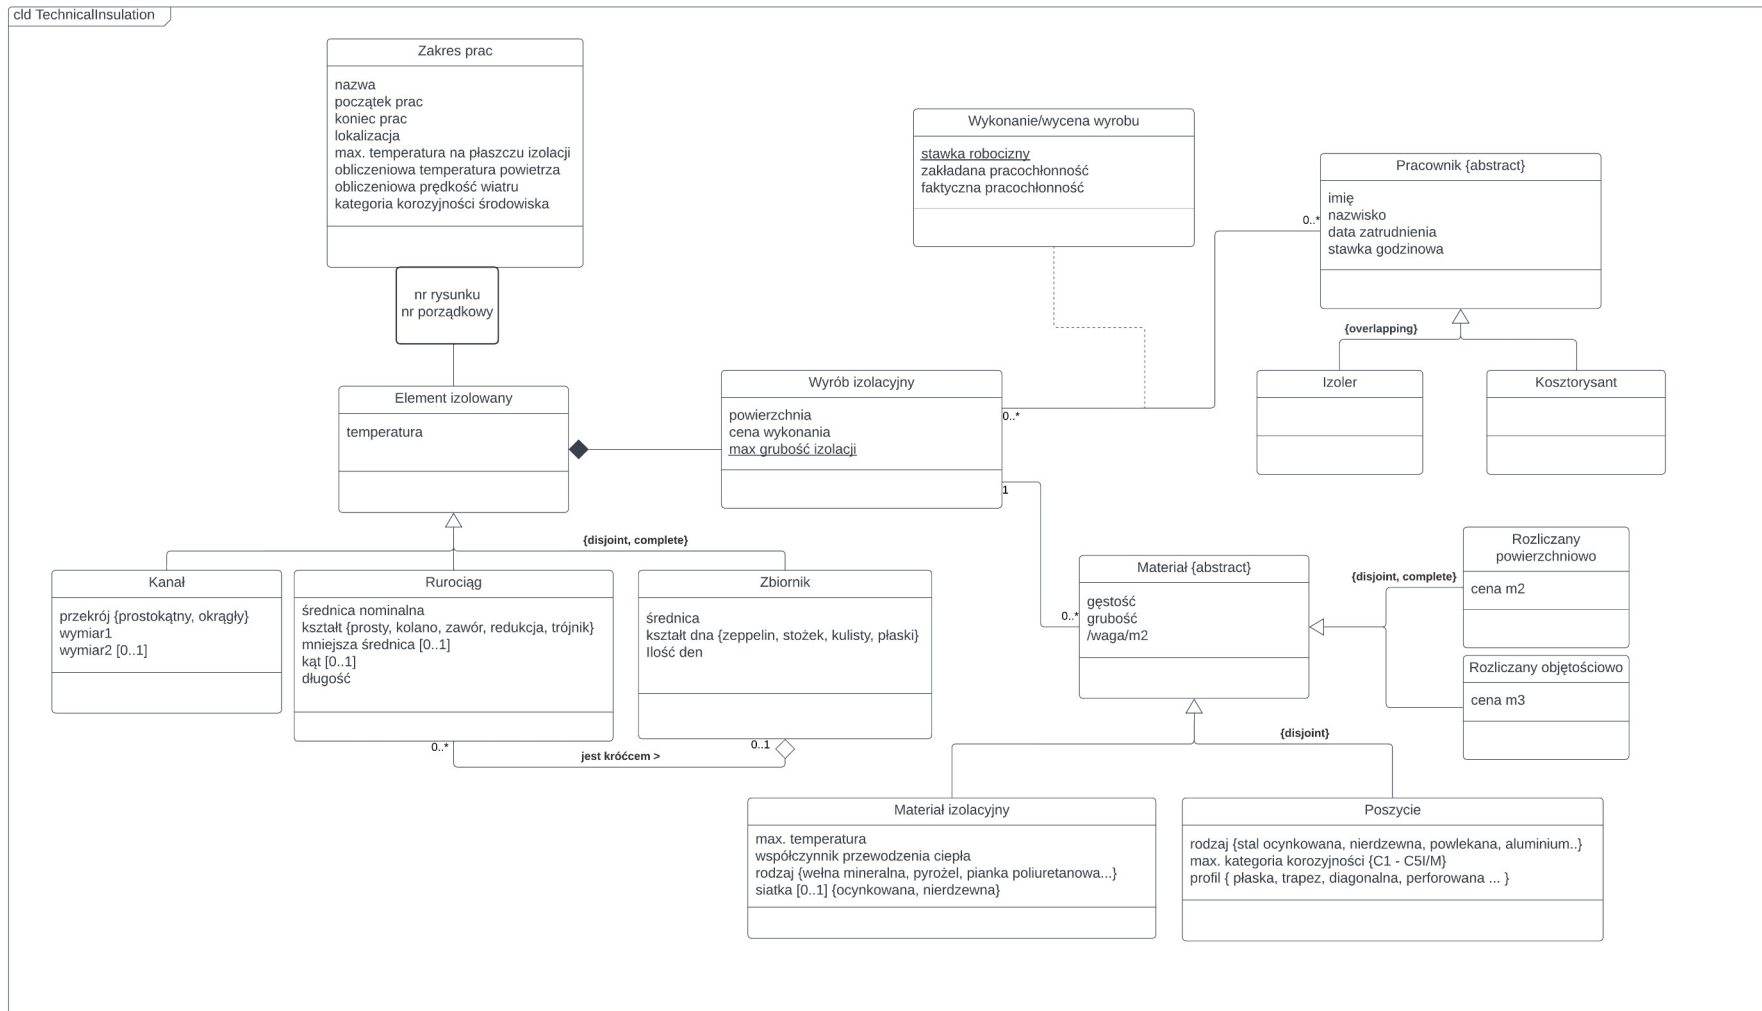 cld TechnicalInsulation
Zakres prac
nazwa
początek prac
koniec prac
lokalizacja
max. temperatura na płaszczu izolacji
obliczeniowa temperatura powietrza
obliczeniowa prędkość wiatru
kategoria korozyjności środowiska
nr rysunku
nr porządkowy
Wykonanie/wycena wyrobu
stawka robocizny
zakładana pracochłonność
faktyczna pracochłonność
Pracownik {abstract}
imię
nazwisko
data zatrudnienia
stawka godzinowa
0..*
{overlapping}
Izoler
Kosztorysant
Element izolowany
temperatura
Wyrób izolacyjny
powierzchnia
cena wykonania
max grubość izolacji
0..*
1
{disjoint, complete}
Kanał
przekrój {prostokątny, okrągły}
wymiar1
wymiar2 [0..1]
Rurociąg
średnica nominalna
kształt {prosty, kolano, zawór, redukcja, trójnik}
mniejsza średnica [0..1]
kąt [0..1]
długość
Zbiornik
średnica
kształt dna {zeppelin, stożek, kulisty, płaski}
Ilość den
0..*
jest króćcem >
0..1
Materiał {abstract}
gęstość
grubość
/waga/m2
0..*
{disjoint, complete}
Rozliczany
powierzchniowo
cena m2
Rozliczany objętościowo
cena m3
{disjoint}
Materiał izolacyjny
max. temperatura
współczynnik przewodzenia ciepła
rodzaj {wełna mineralna, pyrożel, pianka poliuretanowa...}
siatka [0..1] {ocynkowana, nierdzewna}
Poszycie
rodzaj {stal ocynkowana, nierdzewna, powlekana, aluminium..}
max. kategoria korozyjności {C1 - C5I/M}
profil { płaska, trapez, diagonalna, perforowana ... }